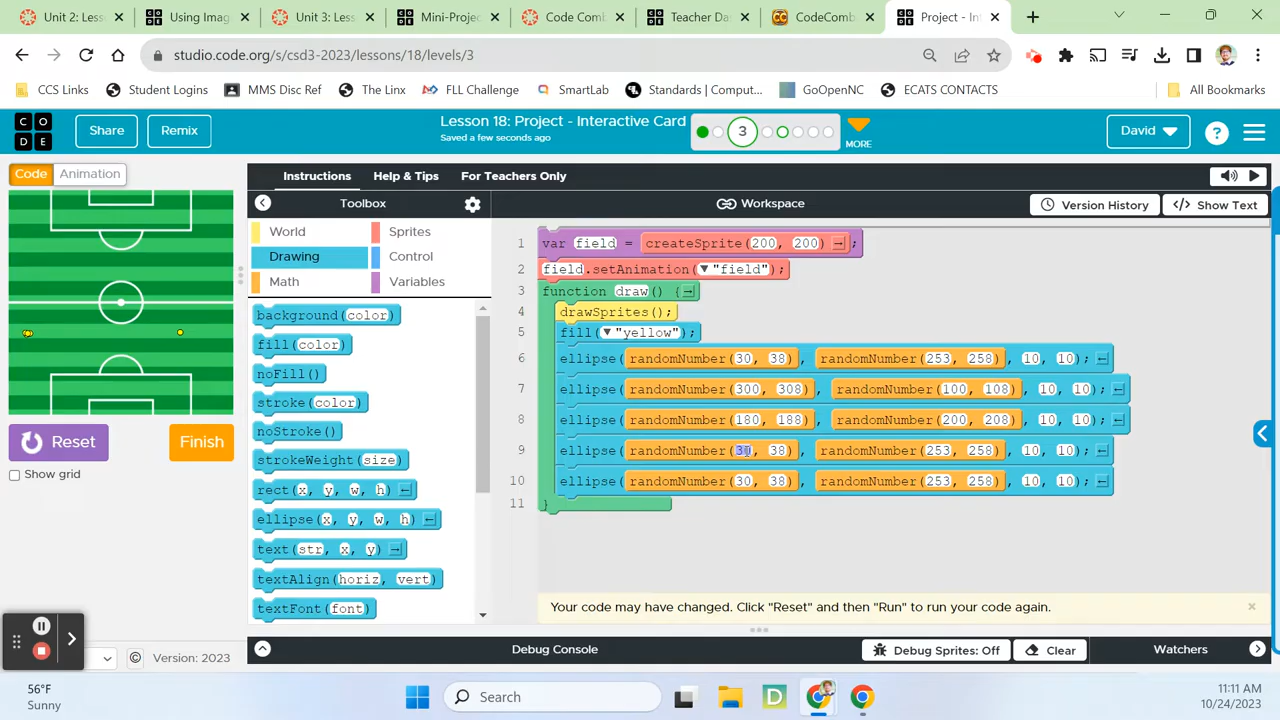 Unit 2: Less
Using Imag
Unit 3: Less
Mini-Projec
Code Comb
Teacher Da
CodeComb
Project - Int
studio.code.org/s/csd3-2023/lessons/18/levels/3
CCS Links
Student Logins
MMS Disc Ref
The Linx
FLL Challenge
SmartLab
Standards | Comput...
GoOpenNC
ECATS CONTACTS
All Bookmarks
C O
D E
Share
Remix
Lesson 18: Project - Interactive Card
Saved a few seconds ago
3
MORE
David
?
Code
Animation
Instructions
Help & Tips
For Teachers Only
Toolbox
Workspace
Version History
</> Show Text
World
Sprites
Drawing
Control
Math
Variables
background(color)
fill(color)
noFill()
stroke(color)
noStroke()
strokeWeight(size)
rect(x, y, w, h)
ellipse(x, y, w, h)
text(str, x, y)
textAlign(horiz, vert)
textFont(font)
1 var field = createSprite(200, 200);
2 field.setAnimation("field");
3 function draw() {
4 drawSprites();
5 fill("yellow");
6 ellipse(randomNumber(30, 38), randomNumber(253, 258), 10, 10);
7 ellipse(randomNumber(300, 308), randomNumber(100, 108), 10, 10);
8 ellipse(randomNumber(180, 188), randomNumber(200, 208), 10, 10);
9 ellipse(randomNumber(30, 38), randomNumber(253, 258), 10, 10);
10 ellipse(randomNumber(30, 38), randomNumber(253, 258), 10, 10);
11 }
Reset
Finish
Show grid
Your code may have changed. Click "Reset" and then "Run" to run your code again.
Debug Console
Debug Sprites: Off
Clear
Watchers
© Version: 2023
56°F
Sunny
Search
D
11:11 AM
10/24/2023